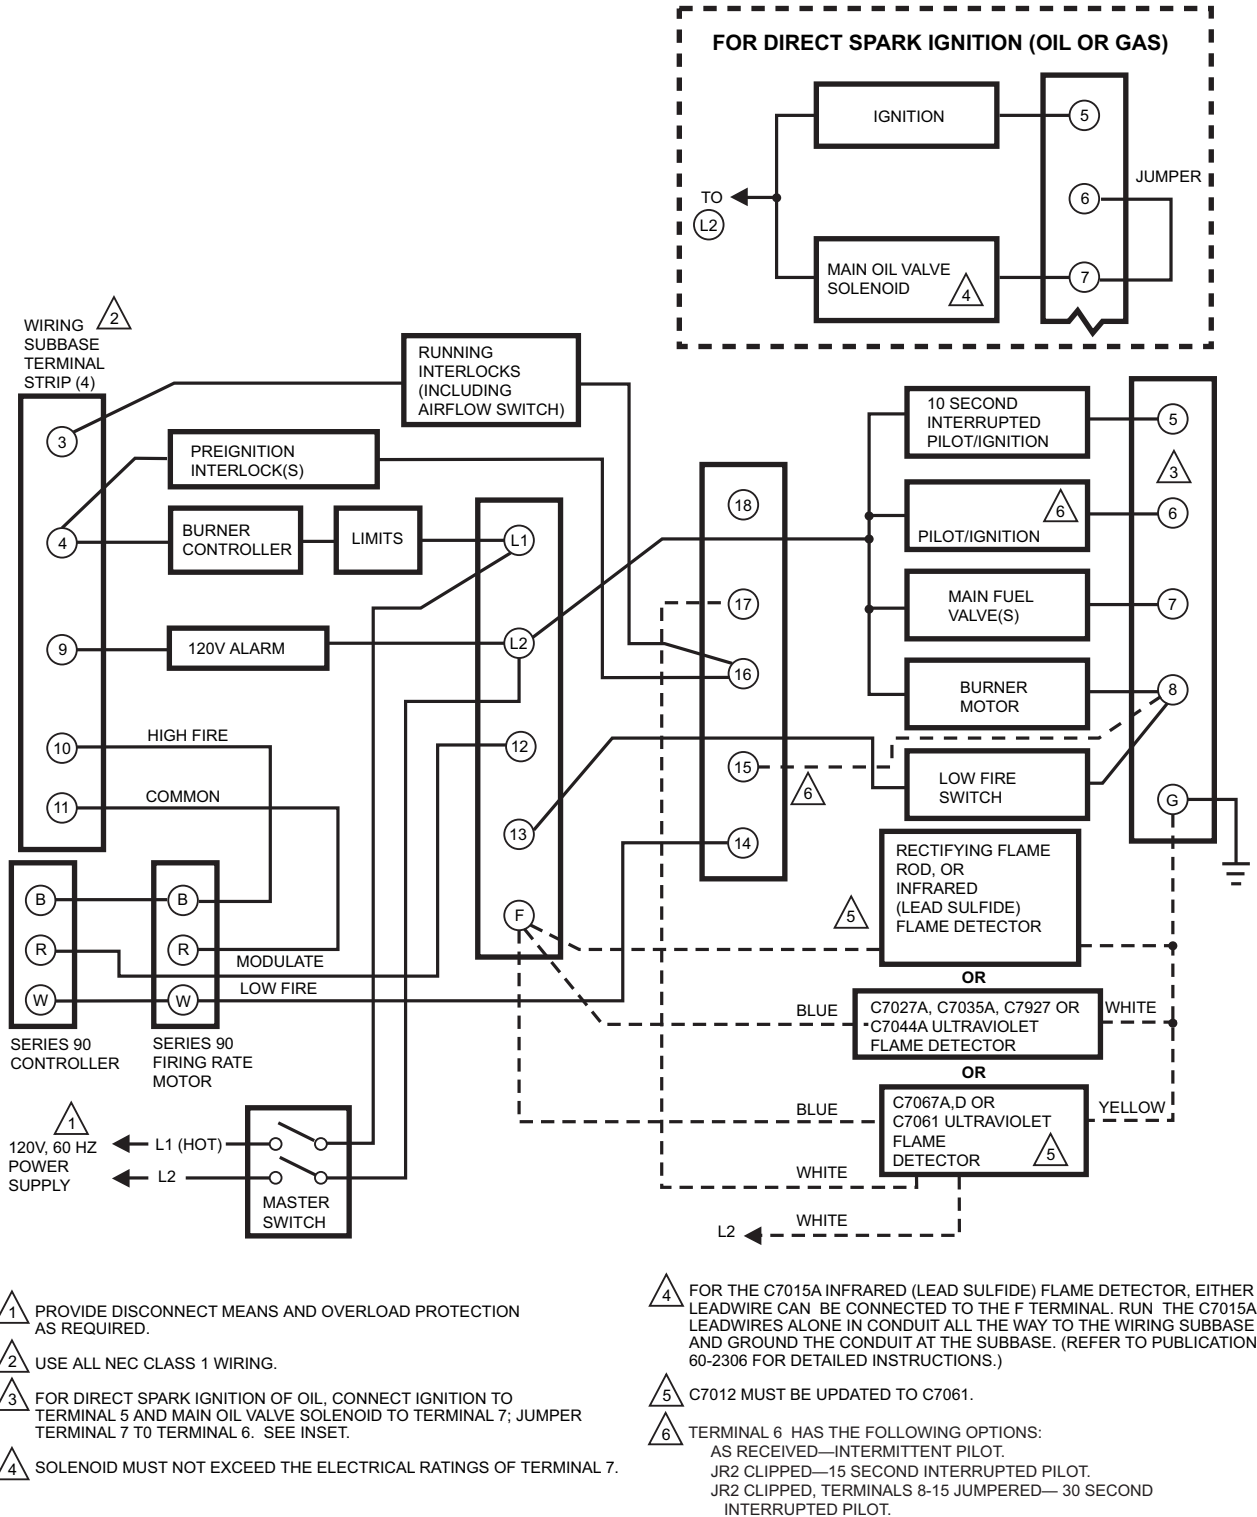 FOR DIRECT SPARK IGNITION (OIL OR GAS)
IGNITION
5
JUMPER
6
TO
L2
MAIN OIL VALVE
SOLENOID
4
7
WIRING
SUBBASE
TERMINAL
STRIP (4)
2
RUNNING
INTERLOCKS
(INCLUDING
AIRFLOW SWITCH)
3
PREIGNITION
INTERLOCK(S)
4
BURNER
CONTROLLER
LIMITS
L1
9
120V ALARM
L2
10
HIGH FIRE
12
11
COMMON
13
F
18
17
16
15
6
14
10 SECOND
INTERRUPTED
PILOT/IGNITION
5
3
6
PILOT/IGNITION
6
MAIN FUEL
VALVE(S)
7
BURNER
MOTOR
8
LOW FIRE
SWITCH
G
RECTIFYING FLAME
ROD, OR
INFRARED
(LEAD SULFIDE)
FLAME DETECTOR
5
OR
BLUE
C7027A, C7035A, C7927 OR
C7044A ULTRAVIOLET
FLAME DETECTOR
WHITE
OR
BLUE
C7067A,D OR
C7061 ULTRAVIOLET
FLAME
DETECTOR
5
YELLOW
WHITE
L2
WHITE
B
B
R
R
MODULATE
W
W
LOW FIRE
SERIES 90
CONTROLLER
SERIES 90
FIRING RATE
MOTOR
1
120V, 60 HZ
POWER
SUPPLY
L1 (HOT)
L2
MASTER
SWITCH
1 PROVIDE DISCONNECT MEANS AND OVERLOAD PROTECTION
AS REQUIRED.
2 USE ALL NEC CLASS 1 WIRING.
3 FOR DIRECT SPARK IGNITION OF OIL, CONNECT IGNITION TO
TERMINAL 5 AND MAIN OIL VALVE SOLENOID TO TERMINAL 7; JUMPER
TERMINAL 7 T0 TERMINAL 6. SEE INSET.
4 SOLENOID MUST NOT EXCEED THE ELECTRICAL RATINGS OF TERMINAL 7.
4 FOR THE C7015A INFRARED (LEAD SULFIDE) FLAME DETECTOR, EITHER
LEADWIRE CAN BE CONNECTED TO THE F TERMINAL. RUN THE C7015A
LEADWIRES ALONE IN CONDUIT ALL THE WAY TO THE WIRING SUBBASE
AND GROUND THE CONDUIT AT THE SUBBASE. (REFER TO PUBLICATION
60-2306 FOR DETAILED INSTRUCTIONS.)
5 C7012 MUST BE UPDATED TO C7061.
6 TERMINAL 6 HAS THE FOLLOWING OPTIONS:
AS RECEIVED—INTERMITTENT PILOT.
JR2 CLIPPED—15 SECOND INTERRUPTED PILOT.
JR2 CLIPPED, TERMINALS 8-15 JUMPERED— 30 SECOND
INTERRUPTED PILOT.